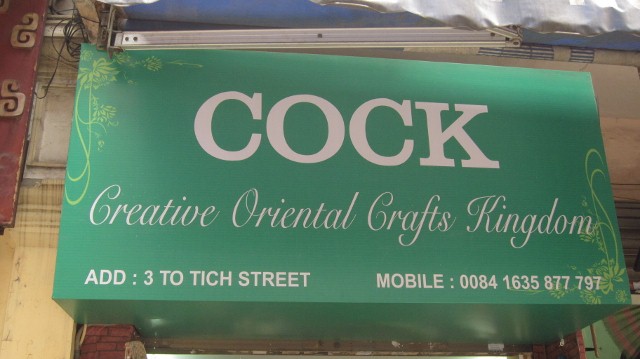 COCK
Creative Oriental Crafts Kingdom
ADD : 3 TO TICH STREET MOBILE : 0084 1635 877 797